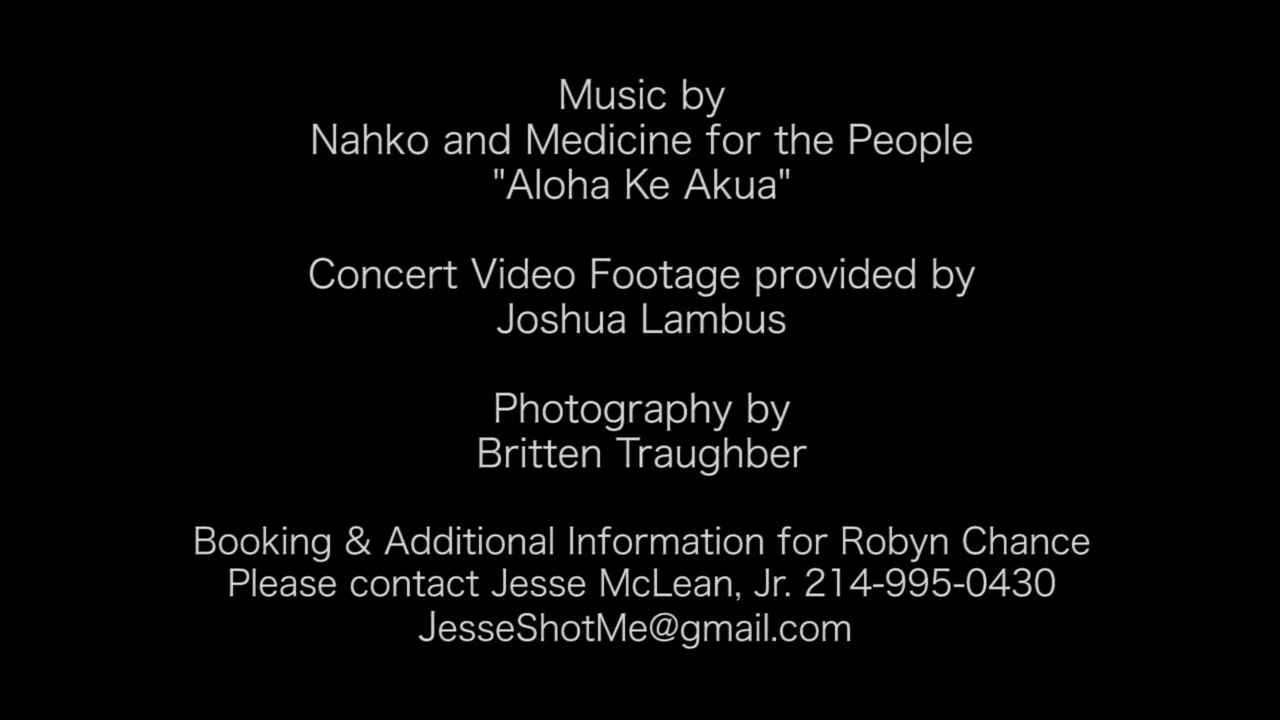 Music by
Nahko and Medicine for the People
"Aloha Ke Akua"
Concert Video Footage provided by
Joshua Lambus
Photography by
Britten Traughber
Booking & Additional Information for Robyn Chance
Please contact Jesse McLean, Jr. 214-995-0430
JesseShotMe@gmail.com